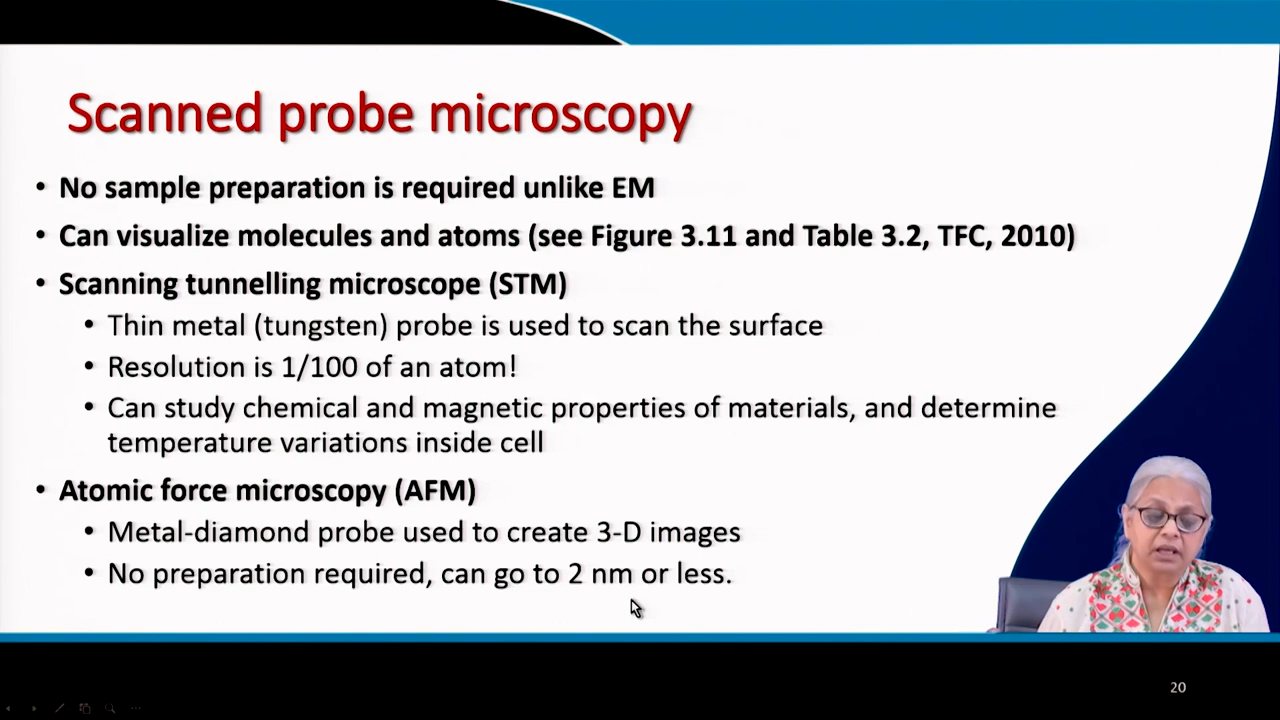 Scanned probe microscopy
• No sample preparation is required unlike EM
• Can visualize molecules and atoms (see Figure 3.11 and Table 3.2, TFC, 2010)
• Scanning tunnelling microscope (STM)
• Thin metal (tungsten) probe is used to scan the surface
• Resolution is 1/100 of an atom!
• Can study chemical and magnetic properties of materials, and determine
temperature variations inside cell
• Atomic force microscopy (AFM)
• Metal-diamond probe used to create 3-D images
• No preparation required, can go to 2 nm or less.
20